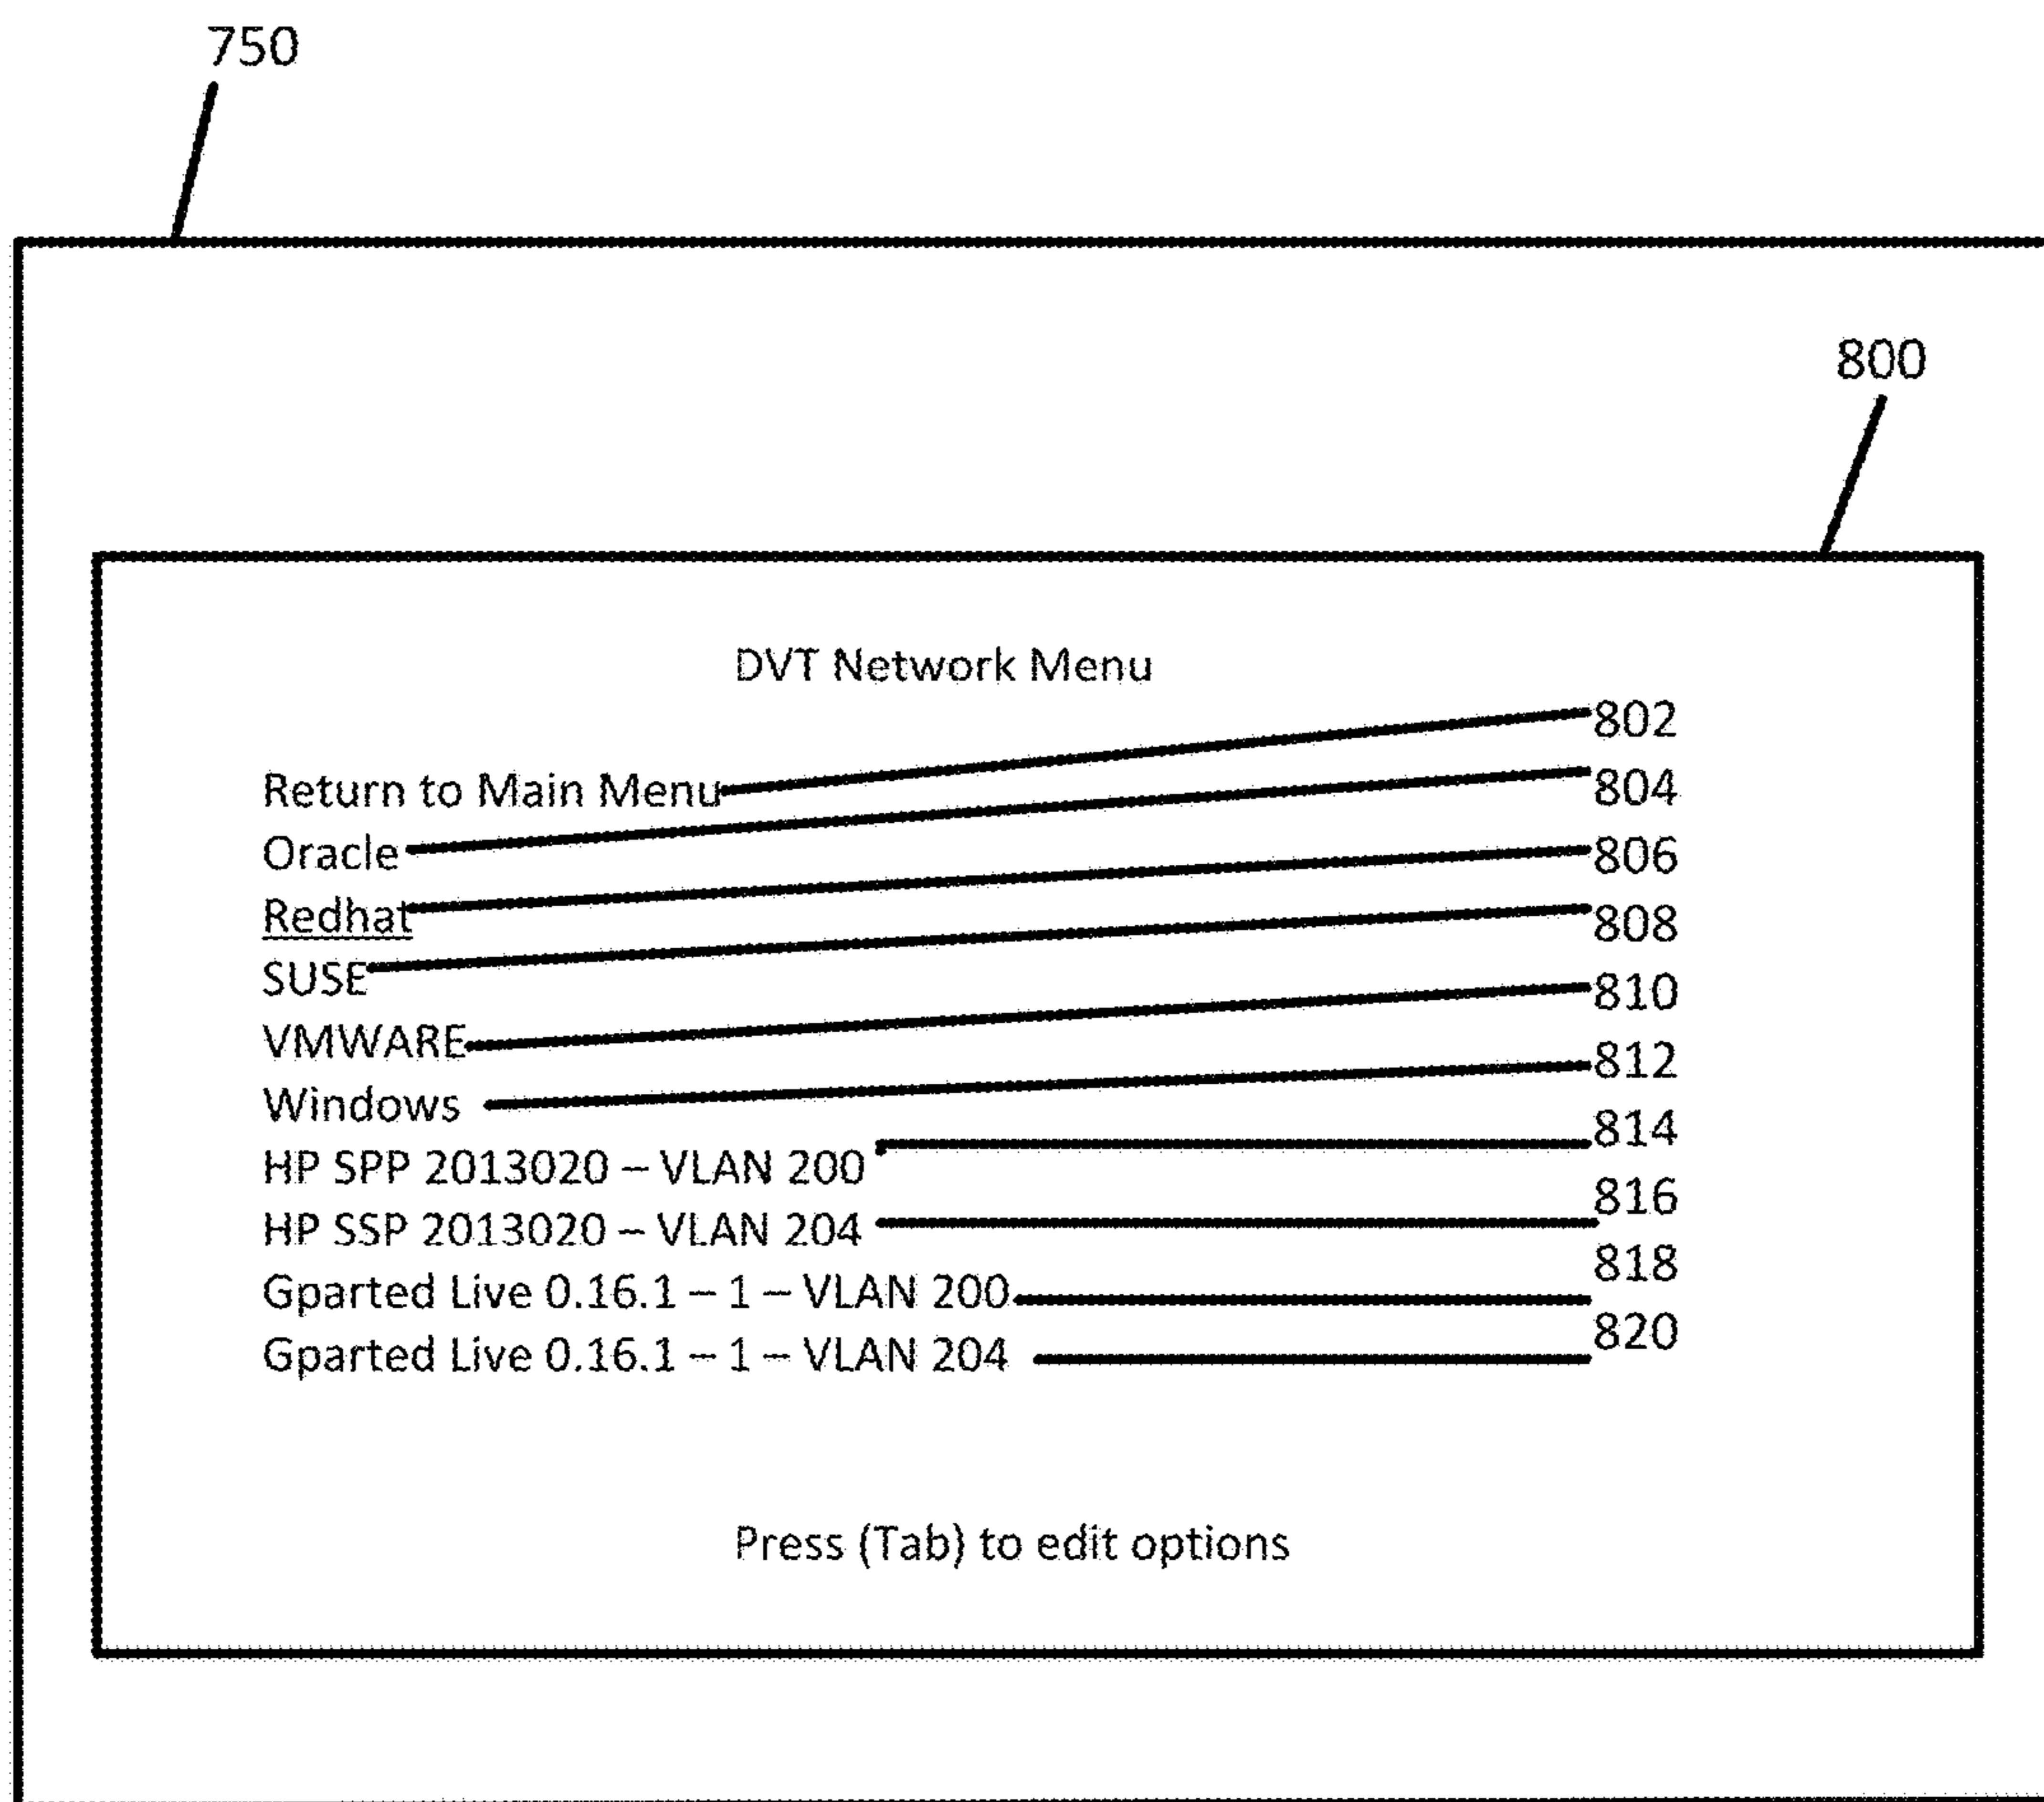 750
800
DVT Network Menu
802
Return to Main Menu
804
Oracle
806
Redhat
808
SUSE
810
VMWARE
812
Windows
814
HP SPP 2013020 – VLAN 200
816
HP SSP 2013020 – VLAN 204
818
Gparted Live 0.16.1 – 1 – VLAN 200
820
Gparted Live 0.16.1 – 1 – VLAN 204
Press (Tab) to edit options